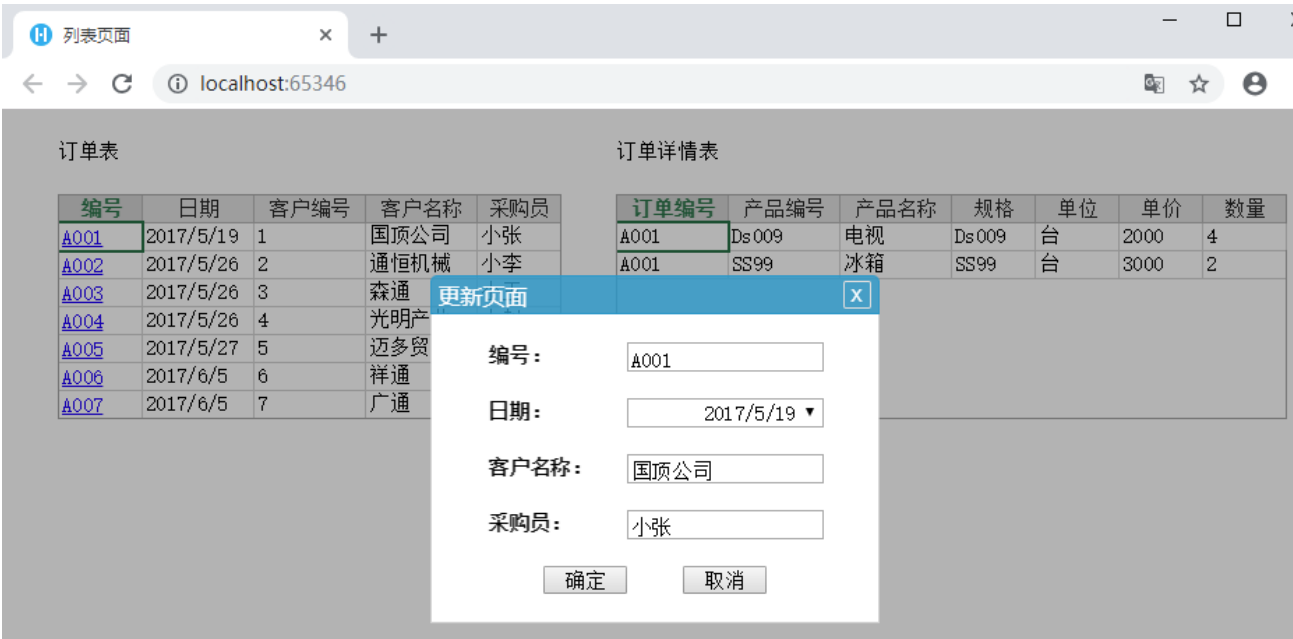 列表页面
localhost:65346
订单表
订单详情表
编号 日期 客户编号 客户名称 采购员
订单编号 产品编号 产品名称 规格 单位 单价 数量
A001 2017/5/19 1 国顶公司 小张
A001 Ds009 电视 Ds009 台 2000 4
A002 2017/5/26 2 通恒机械 小李
A001 SS99 冰箱 SS99 台 3000 2
A003 2017/5/26 3 森通
A004 2017/5/26 4 光明产
A005 2017/5/27 5 迈多贸
A006 2017/6/5 6 祥通
A007 2017/6/5 7 广通
更新页面 x
编号: A001
日期: 2017/5/19
客户名称: 国顶公司
采购员: 小张
确定 取消